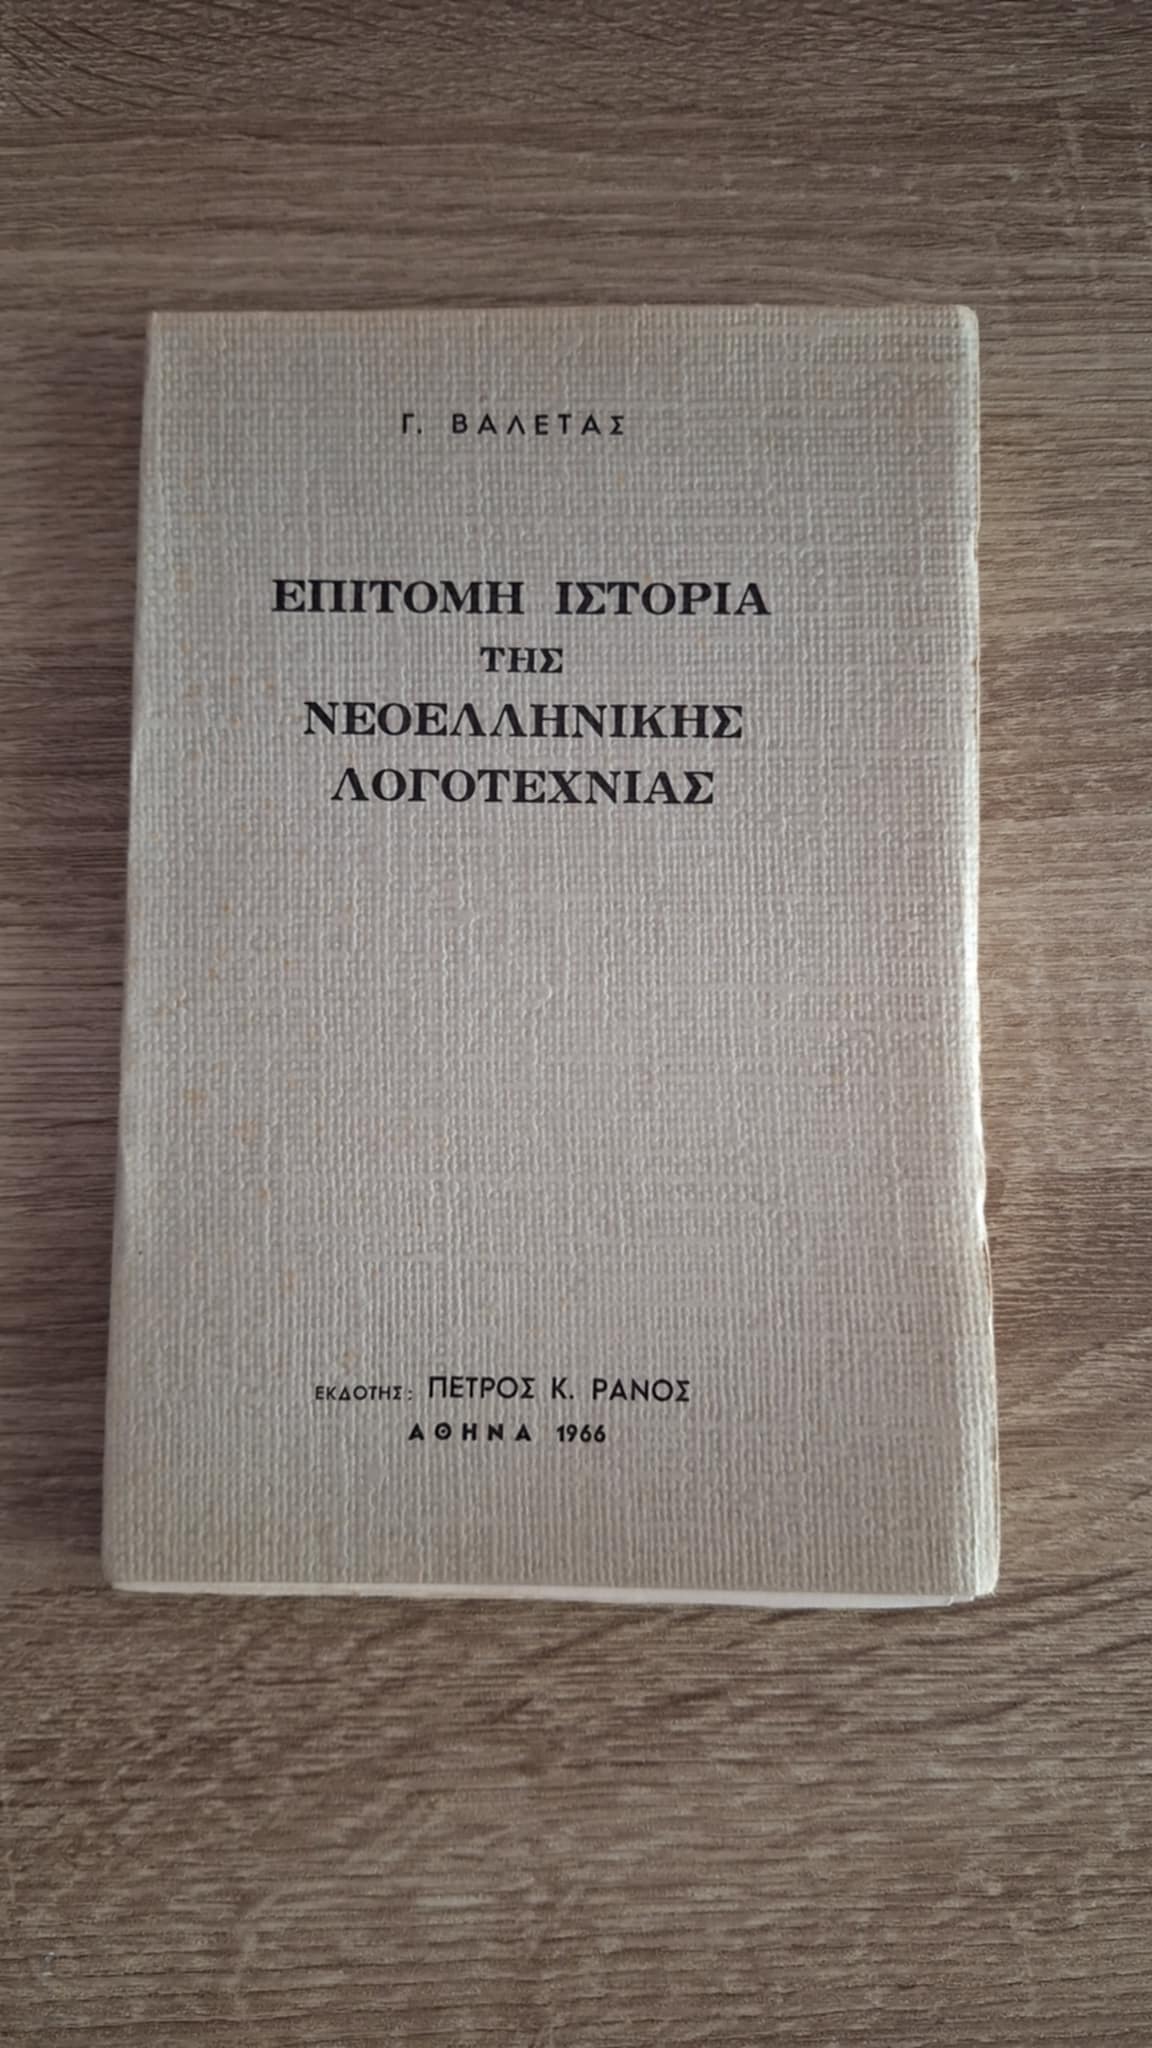 Γ. ΒΑΛΕΤΑΣ
ΕΠΙΤΟΜΗ ΙΣΤΟΡΙΑ
ΤΗΣ
ΝΕΟΕΛΛΗΝΙΚΗΣ
ΛΟΓΟΤΕΧΝΙΑΣ
ΕΚΔΟΤΗΣ: ΠΕΤΡΟΣ Κ. ΡΑΝΟΣ
ΑΘΗΝΑ 1966